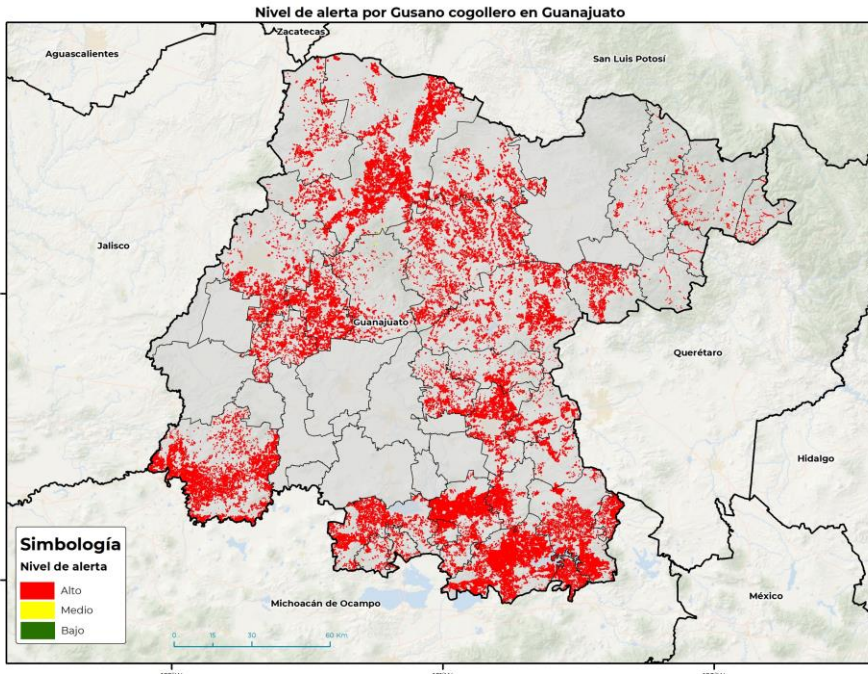 Nivel de alerta por Gusano cogollero en Guanajuato
Zacatecas
Aguascalientes
San Luis Potosí
Jalisco
Guanajuato
Querétaro
Hidalgo
Simbología
Nivel de alerta
Alto
Medio
Bajo
Michoacán de Ocampo
México
0 15 30 60 Km